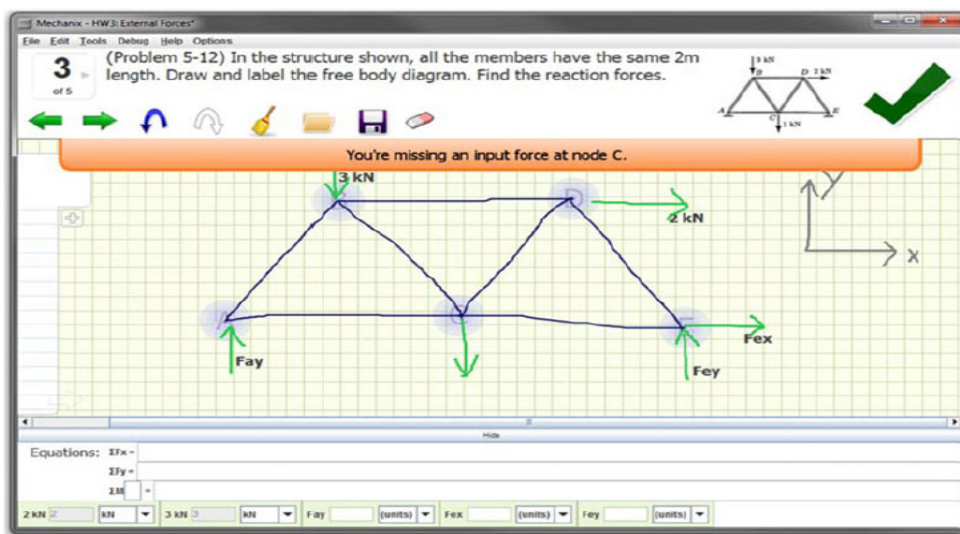 Mechanix - HW3: External Forces*
File Edit Tools Debug Help Options
3
of 5
(Problem 5-12) In the structure shown, all the members have the same 2m
length. Draw and label the free body diagram. Find the reaction forces.
3 kN
B
D 2 kN
A
C
E
1 kN
You're missing an input force at node C.
3 kN
D
2 kN
y
x
A
C
E
Fex
Fay
Fey
Hide
Equations: ΣFx =
ΣFy =
ΣM =
2 kN 2 kN 3 kN 3 kN Fay (units) Fex (units) Fey (units)